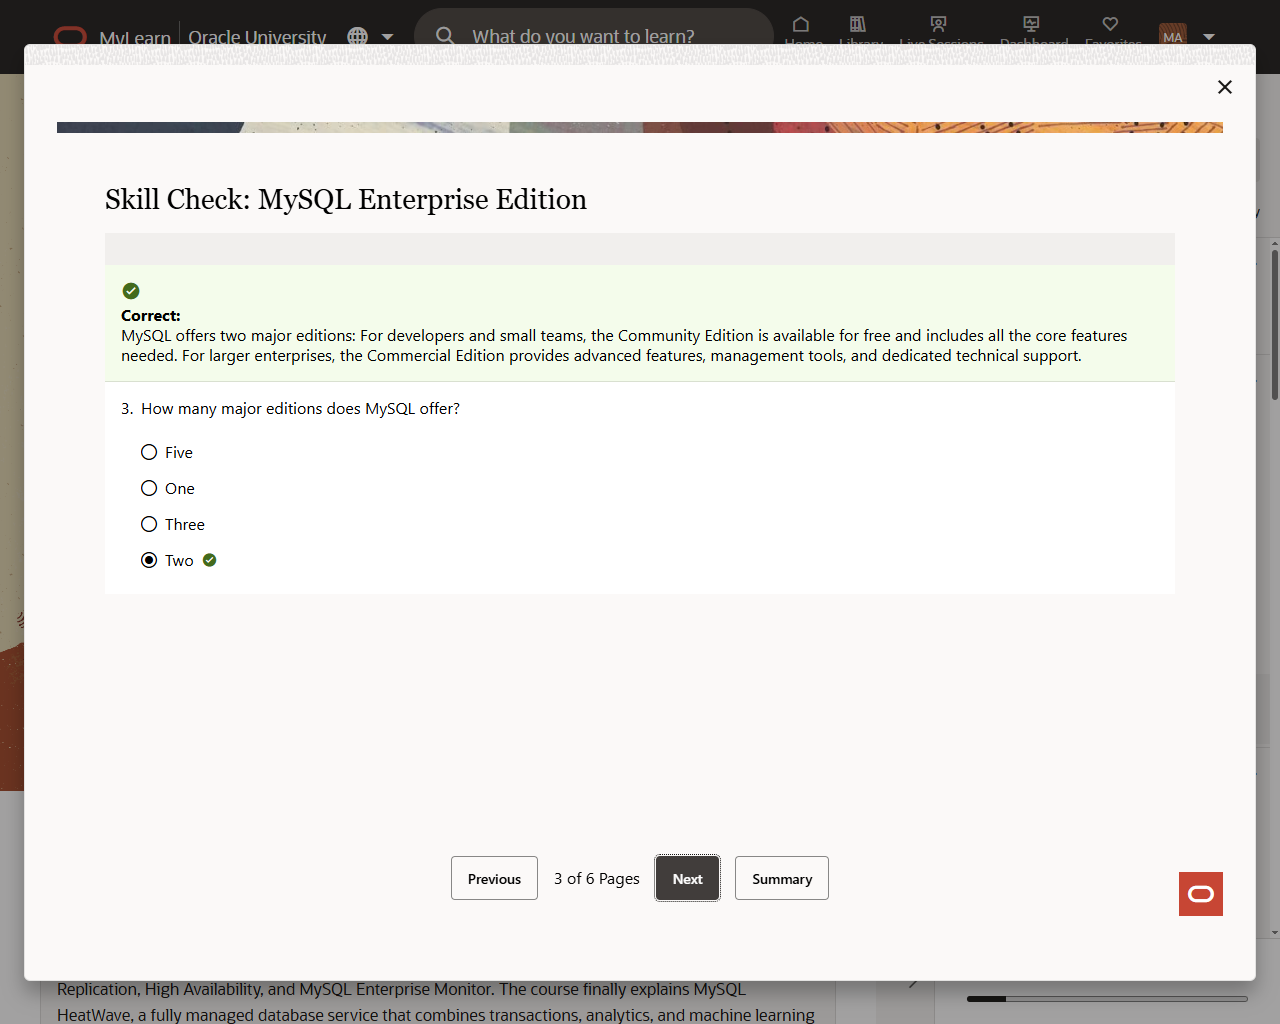 MyLearn
Oracle University
What do you want to learn?
Home
Library
Live Sessions
Dashboard
Favorites
MA
Skill Check: MySQL Enterprise Edition
Correct:
MySQL offers two major editions: For developers and small teams, the Community Edition is available for free and includes all the core features
needed. For larger enterprises, the Commercial Edition provides advanced features, management tools, and dedicated technical support.
3. How many major editions does MySQL offer?
Five
One
Three
Two
Previous
3 of 6 Pages
Next
Summary
Replication, High Availability, and MySQL Enterprise Monitor. The course finally explains MySQL
HeatWave, a fully managed database service that combines transactions, analytics, and machine learning